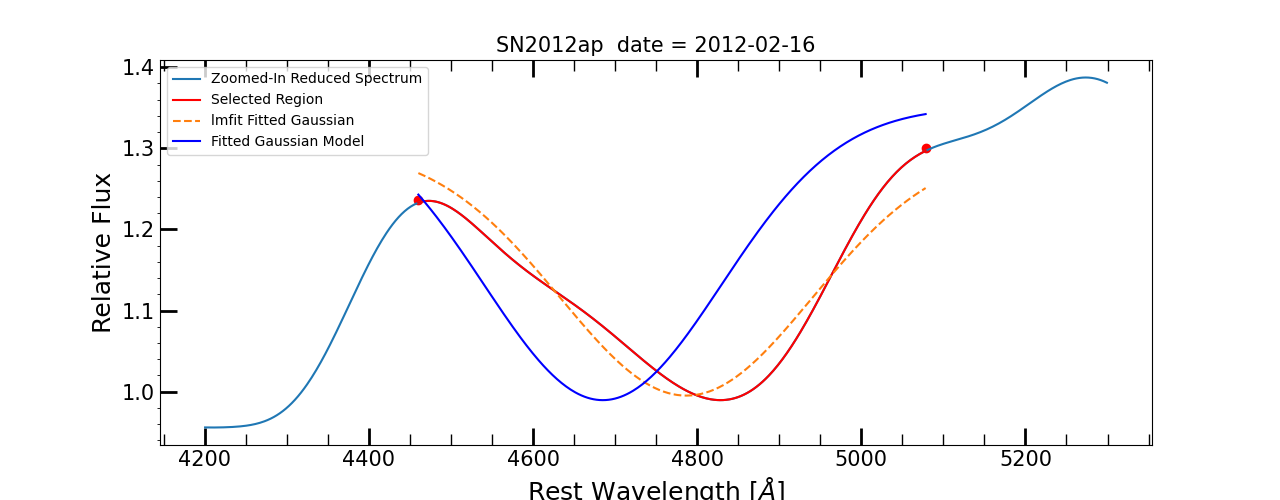 SN2012ap  date = 2012-02-16
Zoomed-In Reduced Spectrum
Selected Region
lmfit Fitted Gaussian
Fitted Gaussian Model
Relative Flux
1.4
1.3
1.2
1.1
1.0
4200 4400 4600 4800 5000 5200
Rest Wavelength [Å]